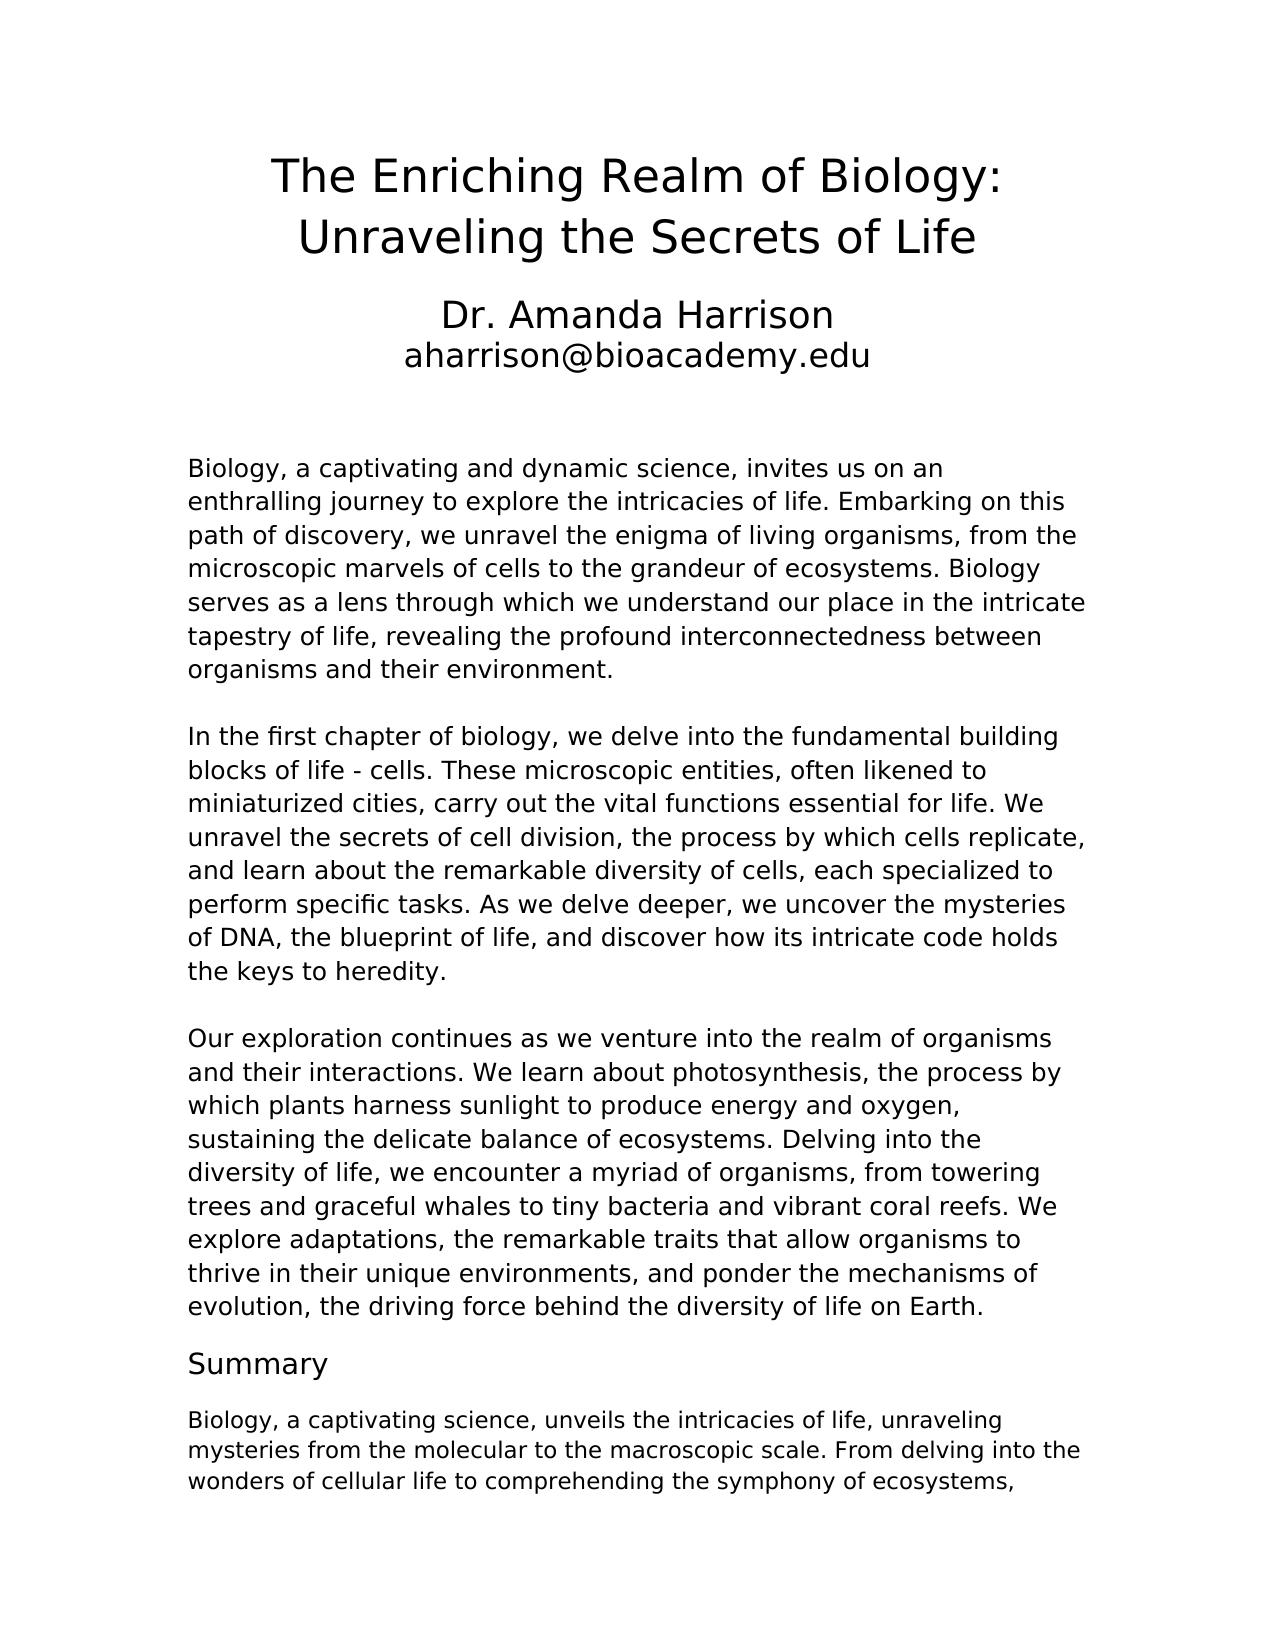 The Enriching Realm of Biology:
Unraveling the Secrets of Life
Dr. Amanda Harrison
aharrison@bioacademy.edu
Biology, a captivating and dynamic science, invites us on an
enthralling journey to explore the intricacies of life. Embarking on this
path of discovery, we unravel the enigma of living organisms, from the
microscopic marvels of cells to the grandeur of ecosystems. Biology
serves as a lens through which we understand our place in the intricate
tapestry of life, revealing the profound interconnectedness between
organisms and their environment.
In the first chapter of biology, we delve into the fundamental building
blocks of life - cells. These microscopic entities, often likened to
miniaturized cities, carry out the vital functions essential for life. We
unravel the secrets of cell division, the process by which cells replicate,
and learn about the remarkable diversity of cells, each specialized to
perform specific tasks. As we delve deeper, we uncover the mysteries
of DNA, the blueprint of life, and discover how its intricate code holds
the keys to heredity.
Our exploration continues as we venture into the realm of organisms
and their interactions. We learn about photosynthesis, the process by
which plants harness sunlight to produce energy and oxygen,
sustaining the delicate balance of ecosystems. Delving into the
diversity of life, we encounter a myriad of organisms, from towering
trees and graceful whales to tiny bacteria and vibrant coral reefs. We
explore adaptations, the remarkable traits that allow organisms to
thrive in their unique environments, and ponder the mechanisms of
evolution, the driving force behind the diversity of life on Earth.
Summary
Biology, a captivating science, unveils the intricacies of life, unraveling
mysteries from the molecular to the macroscopic scale. From delving into the
wonders of cellular life to comprehending the symphony of ecosystems,